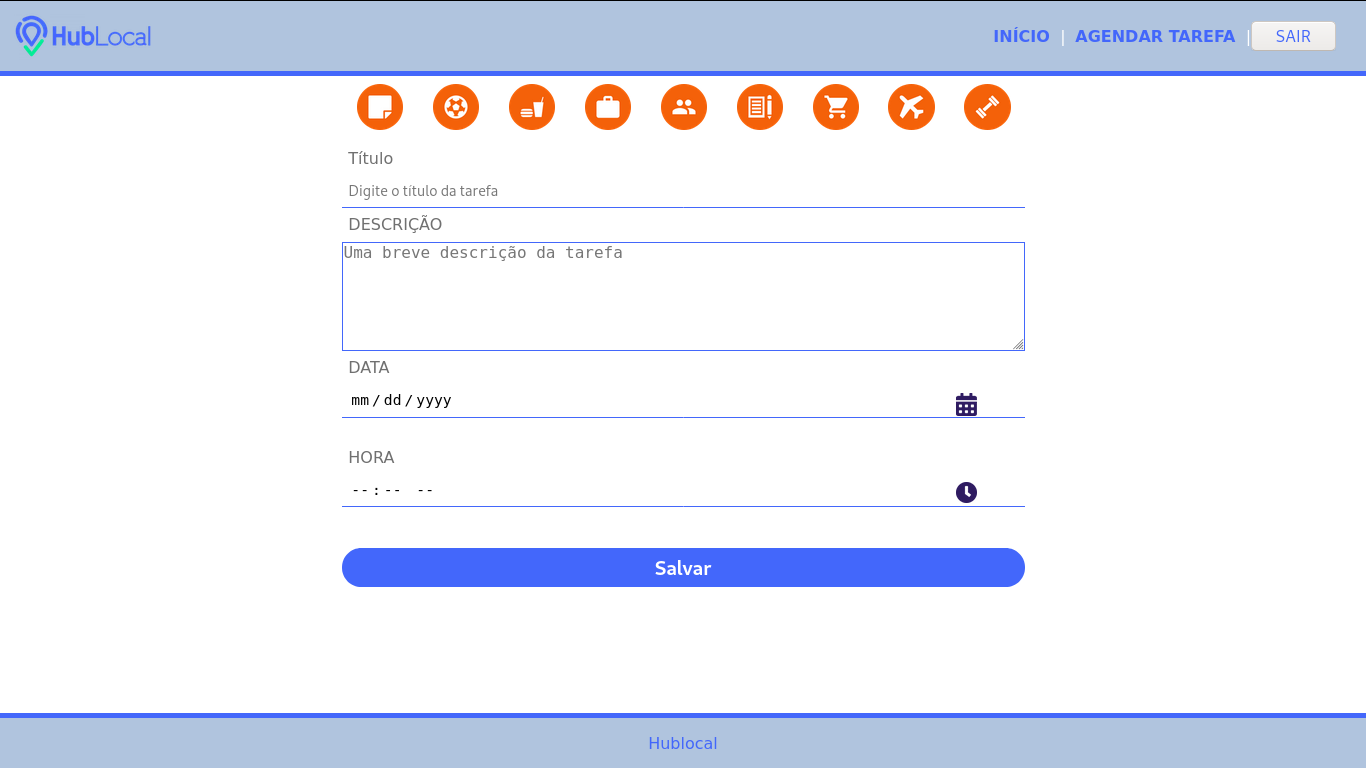 HubLocal
INÍCIO | AGENDAR TAREFA | SAIR
Título
Digite o título da tarefa
DESCRIÇÃO
Uma breve descrição da tarefa
DATA
mm/dd/yyyy
HORA
--:-- --
Salvar
Hublocal